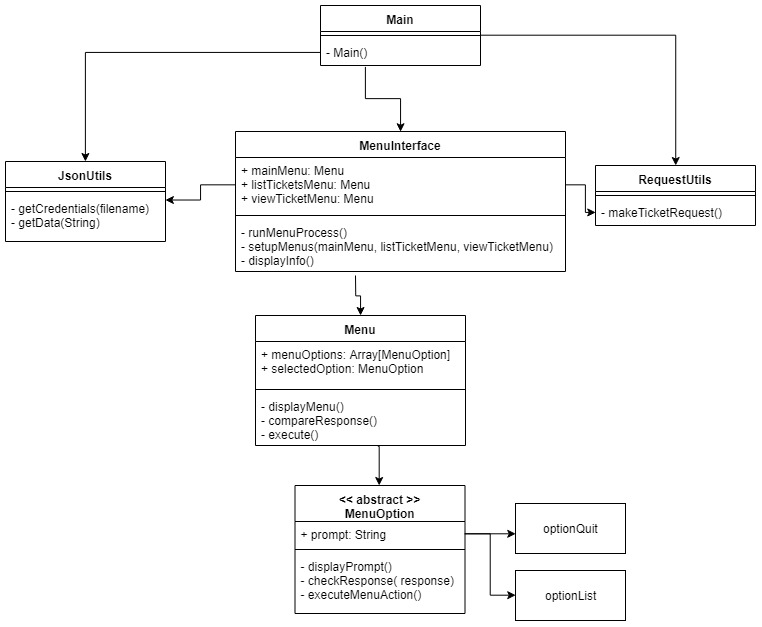 Main
- Main()
MenuInterface
+ mainMenu: Menu
+ listTicketsMenu: Menu
+ viewTicketMenu: Menu
- runMenuProcess()
- setupMenus(mainMenu, listTicketMenu, viewTicketMenu)
- displayInfo()
JsonUtils
- getCredentials(filename)
- getData(String)
RequestUtils
- makeTicketRequest()
Menu
+ menuOptions: Array[MenuOption]
+ selectedOption: MenuOption
- displayMenu()
- compareResponse()
- execute()
<< abstract >>
MenuOption
+ prompt: String
- displayPrompt()
- checkResponse( response)
- executeMenuAction()
optionQuit
optionList